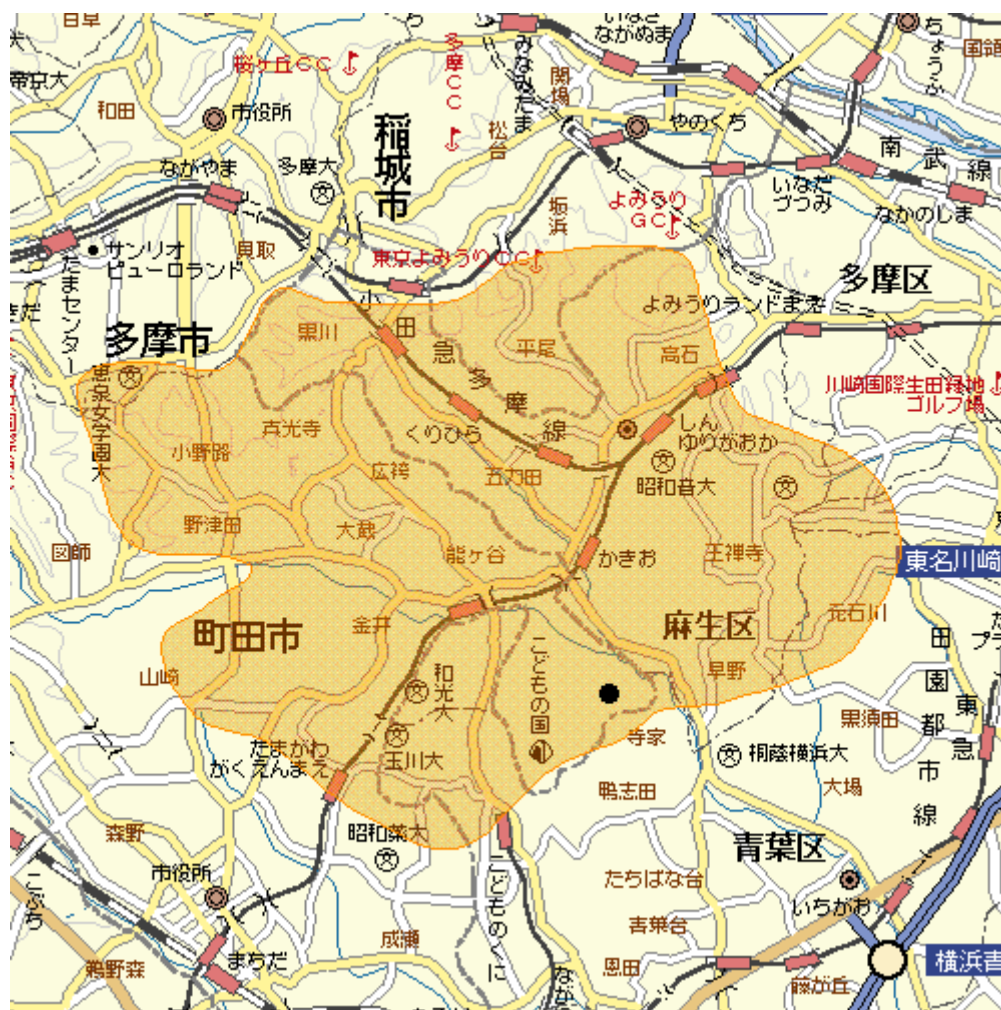 百草
桜ヶ丘CC
多摩CC
みなみたま
いなぎ
ながぬま
ちょうふ
国領
帝京大
和田
市役所
関場
稲城市
松台
やのくち
南武線
ながやま
多摩大
坂浜
よみうり
GC
いなだ
づつみ
なかのしま
サンリオ
ピューロランド
貝取
東京よみうりCC
たまセンター
多摩市
小田急多摩線
よみうりランドまえ
多摩区
黒川
平尾
高石
川崎国際生田緑地
ゴルフ場
恵泉女学園大
小野路
真光寺
くりひら
しん
ゆりがおか
広袴
五力田
昭和音大
野津田
大蔵
図師
能ヶ谷
かきお
王禅寺
東名川崎
町田市
金井
麻生区
元石川
山崎
和光大
こどもの国
早野
田園都市線
東急
黒須田
たまがわ
がくえんまえ
玉川大
寺家
桐蔭横浜大
鴨志田
大場
森野
昭和薬大
青葉区
市役所
こどものくに
たちばな台
いちがお
こぶち
成瀬
青葉台
まちだ
恩田
藤が丘
横浜青
鵜野森
なが